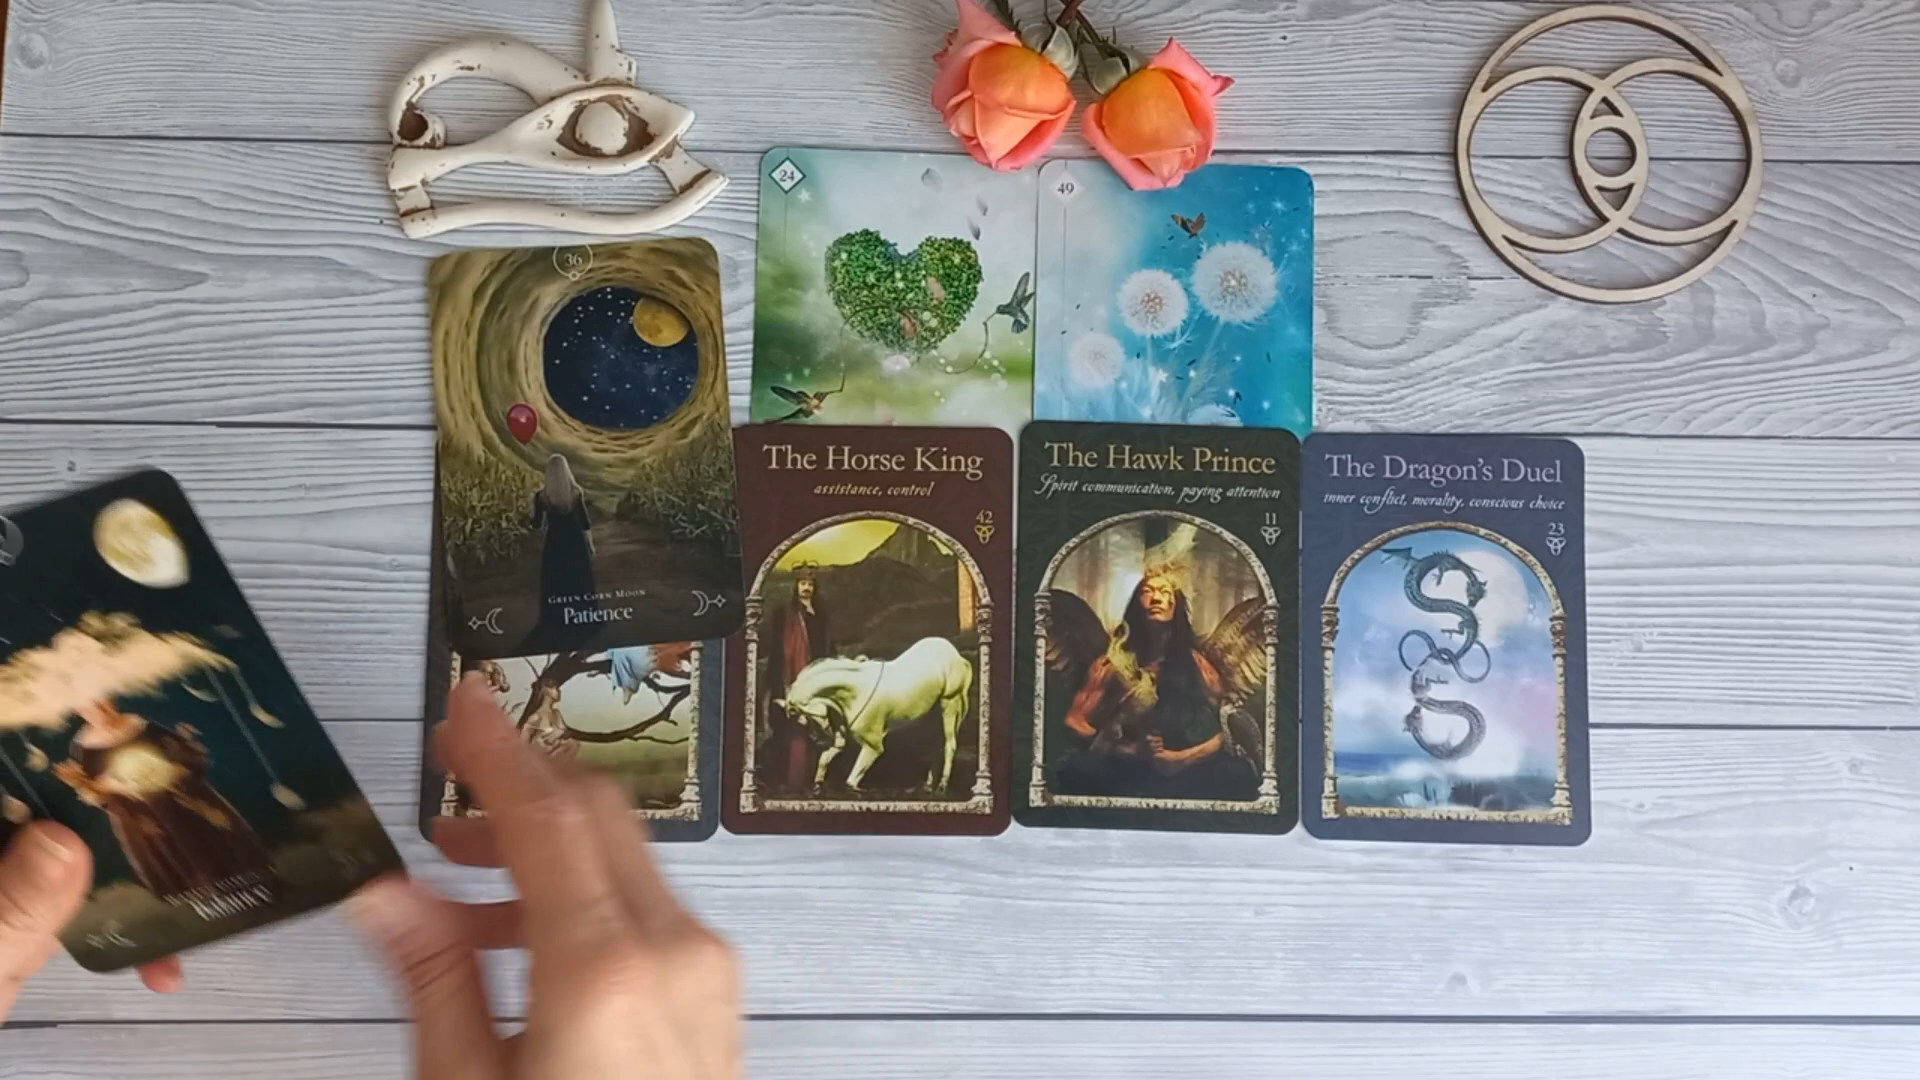 24
49
36
GREEN CORN MOON
Patience
The Horse King
assistance, control
42
The Hawk Prince
Spirit communication, paying attention
11
The Dragon's Duel
inner conflict, morality, conscious choice
23